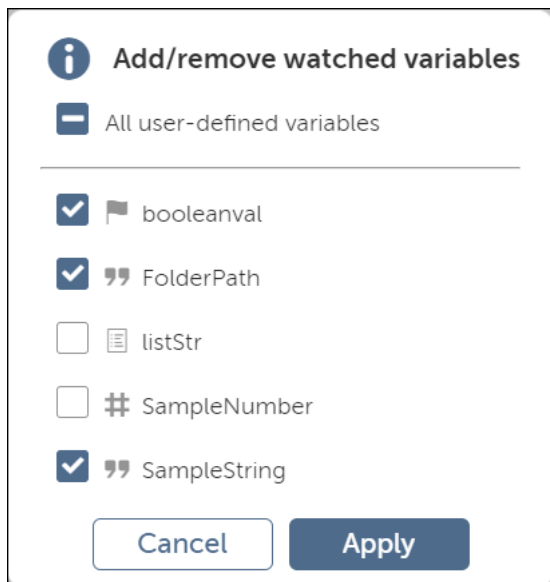 Add/remove watched variables
All user-defined variables
booleanval
FolderPath
listStr
SampleNumber
SampleString
Cancel Apply